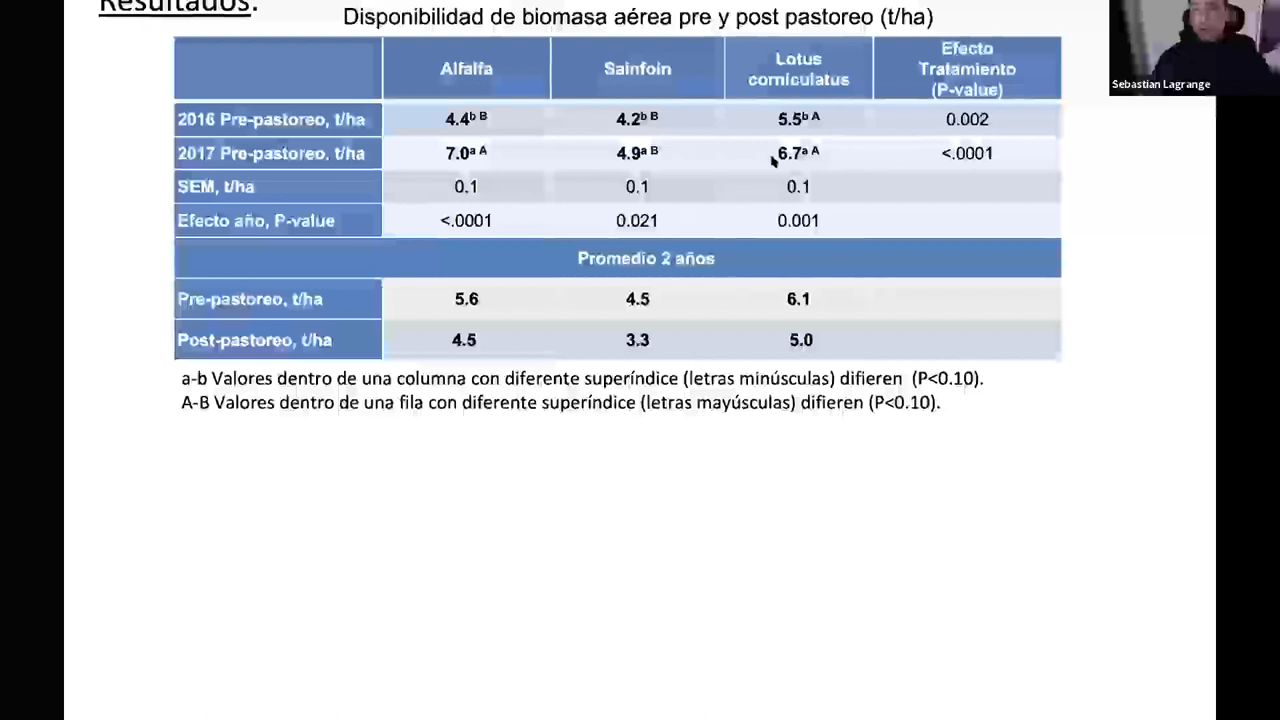 Resultados:
Disponibilidad de biomasa aérea pre y post pastoreo (t/ha)
Sebastian Lagrange
Alfalfa Sainfoin Lotus corniculatus Efecto Tratamiento (P-value)
2016 Pre-pastoreo, t/ha 4.4b B 4.2b B 5.5b A 0.002
2017 Pre-pastoreo, t/ha 7.0a A 4.9a B 6.7a A <.0001
SEM, t/ha 0.1 0.1 0.1
Efecto año, P-value <.0001 0.021 0.001
Promedio 2 años
Pre-pastoreo, t/ha 5.6 4.5 6.1
Post-pastoreo, t/ha 4.5 3.3 5.0
a-b Valores dentro de una columna con diferente superíndice (letras minúsculas) difieren (P<0.10).
A-B Valores dentro de una fila con diferente superíndice (letras mayúsculas) difieren (P<0.10).